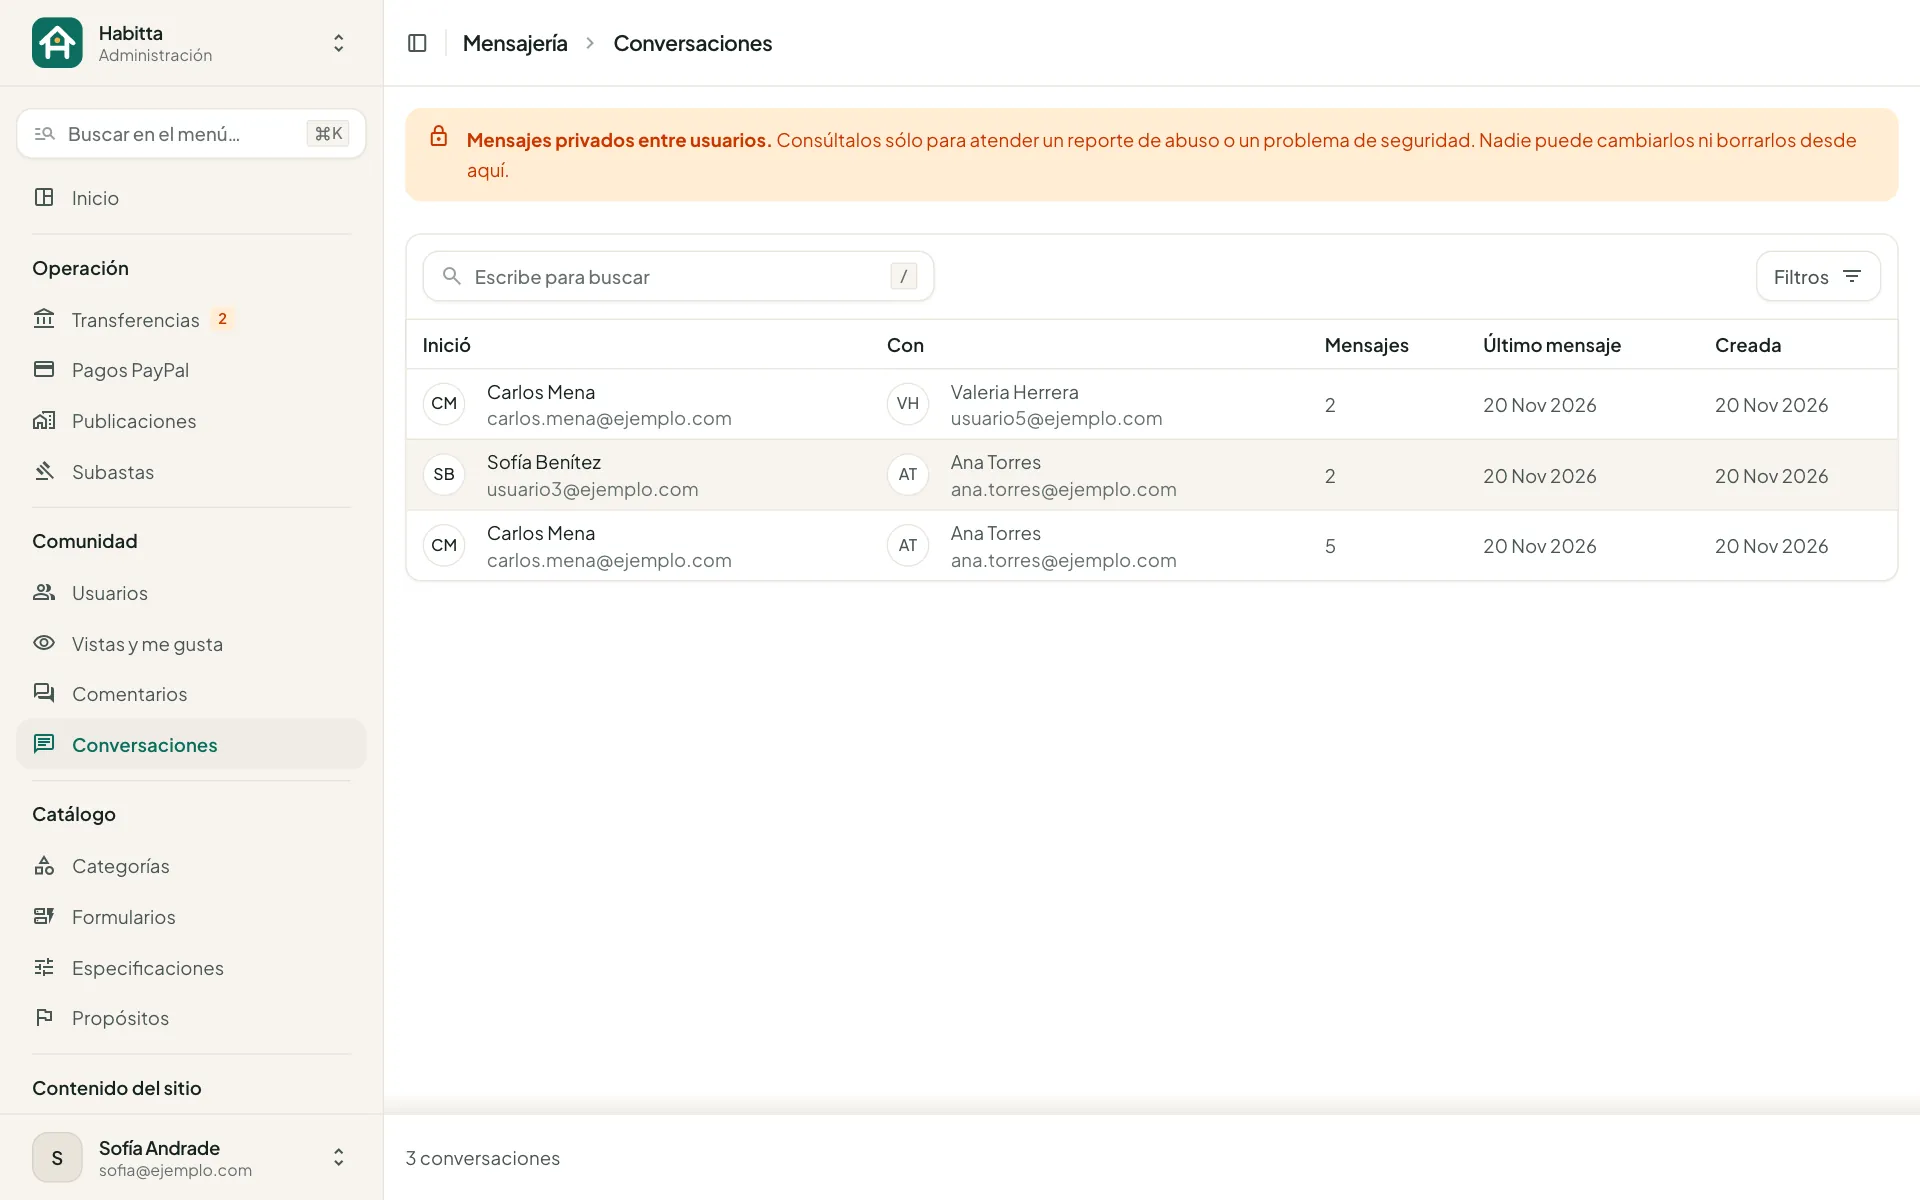 Habitta
Administración
Buscar en el menú...
⌘K
Inicio
Operación
Transferencias 2
Pagos PayPal
Publicaciones
Subastas
Comunidad
Usuarios
Vistas y me gusta
Comentarios
Conversaciones
Catálogo
Categorías
Formularios
Especificaciones
Propósitos
Contenido del sitio
S
Sofía Andrade
sofia@ejemplo.com
Mensajería > Conversaciones
Mensajes privados entre usuarios. Consúltalos sólo para atender un reporte de abuso o un problema de seguridad. Nadie puede cambiarlos ni borrarlos desde
aquí.
Escribe para buscar /
Filtros
Inició Con Mensajes Último mensaje Creada
CM Carlos Mena VH Valeria Herrera 2 20 Nov 2026 20 Nov 2026
carlos.mena@ejemplo.com usuario5@ejemplo.com
SB Sofía Benítez AT Ana Torres 2 20 Nov 2026 20 Nov 2026
usuario3@ejemplo.com ana.torres@ejemplo.com
CM Carlos Mena AT Ana Torres 5 20 Nov 2026 20 Nov 2026
carlos.mena@ejemplo.com ana.torres@ejemplo.com
3 conversaciones